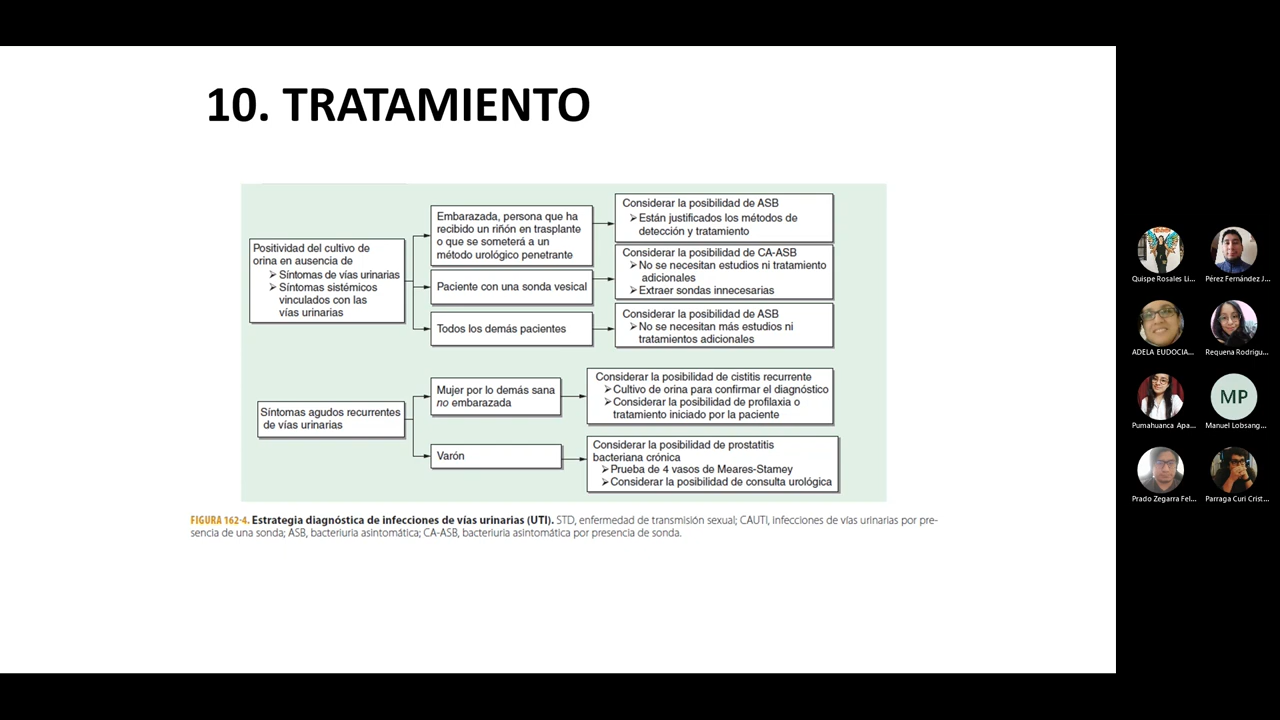 10. TRATAMIENTO
Positividad del cultivo de
orina en ausencia de
➢ Síntomas de vías urinarias
➢ Síntomas sistémicos
vinculados con las
vías urinarias
Embarazada, persona que ha
recibido un riñón en trasplante
o que se someterá a un
método urológico penetrante
Considerar la posibilidad de ASB
➢ Están justificados los métodos de
detección y tratamiento
Paciente con una sonda vesical
Considerar la posibilidad de CA-ASB
➢ No se necesitan estudios ni tratamiento
adicionales
➢ Extraer sondas innecesarias
Todos los demás pacientes
Considerar la posibilidad de ASB
➢ No se necesitan más estudios ni
tratamientos adicionales
Síntomas agudos recurrentes
de vías urinarias
Mujer por lo demás sana
no embarazada
Considerar la posibilidad de cistitis recurrente
➢ Cultivo de orina para confirmar el diagnóstico
➢ Considerar la posibilidad de profilaxia o
tratamiento iniciado por la paciente
Varón
Considerar la posibilidad de prostatitis
bacteriana crónica
➢ Prueba de 4 vasos de Meares-Stamey
➢ Considerar la posibilidad de consulta urológica
FIGURA 162-4. Estrategia diagnóstica de infecciones de vías urinarias (UTI). STD, enfermedad de transmisión sexual; CAUTI, infecciones de vías urinarias por pre-
sencia de una sonda; ASB, bacteriuria asintomática; CA-ASB, bacteriuria asintomática por presencia de sonda.
Quispe Rosales Li...
Pérez Fernández J...
ADELA EUDOCIA...
Requena Rodrigu...
Pumahuanca Apa...
MP
Manuel Lobsang...
Prado Zegarra Fel...
Parraga Curi Crist...